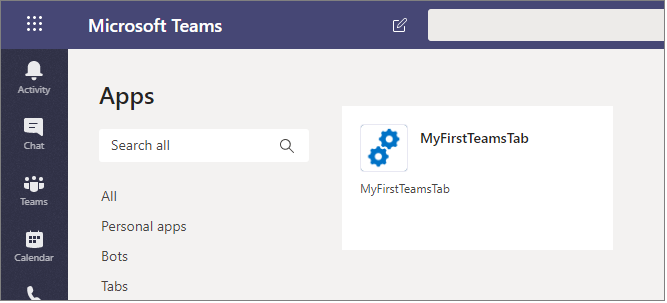 Microsoft Teams
Activity
Chat
Teams
Calendar
Apps
Search all
All
Personal apps
Bots
Tabs
MyFirstTeamsTab
MyFirstTeamsTab